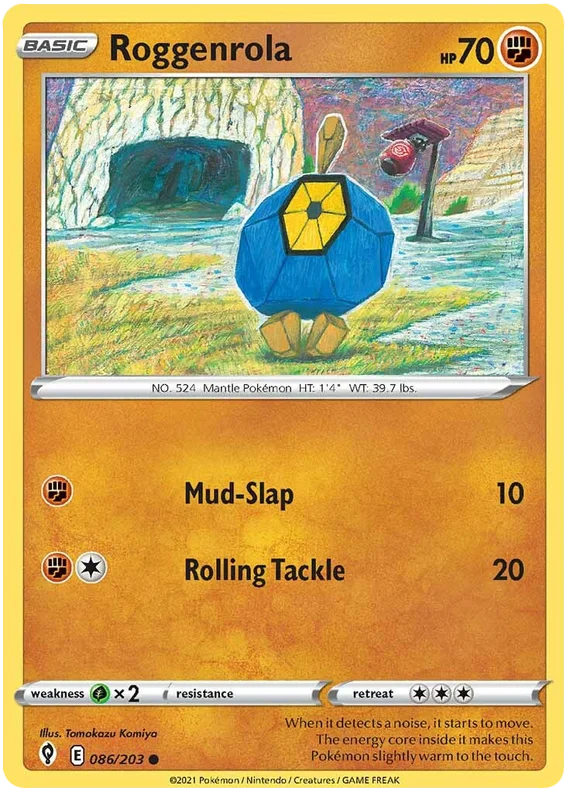 BASIC Roggenrola HP 70
NO. 524 Mantle Pokémon HT: 1'4" WT: 39.7 lbs.
Mud-Slap 10
Rolling Tackle 20
weakness ×2 resistance retreat
Illus. Tomokazu Komiya
When it detects a noise, it starts to move.
The energy core inside it makes this
Pokémon slightly warm to the touch.
E 086/203
©2021 Pokémon / Nintendo / Creatures / GAME FREAK